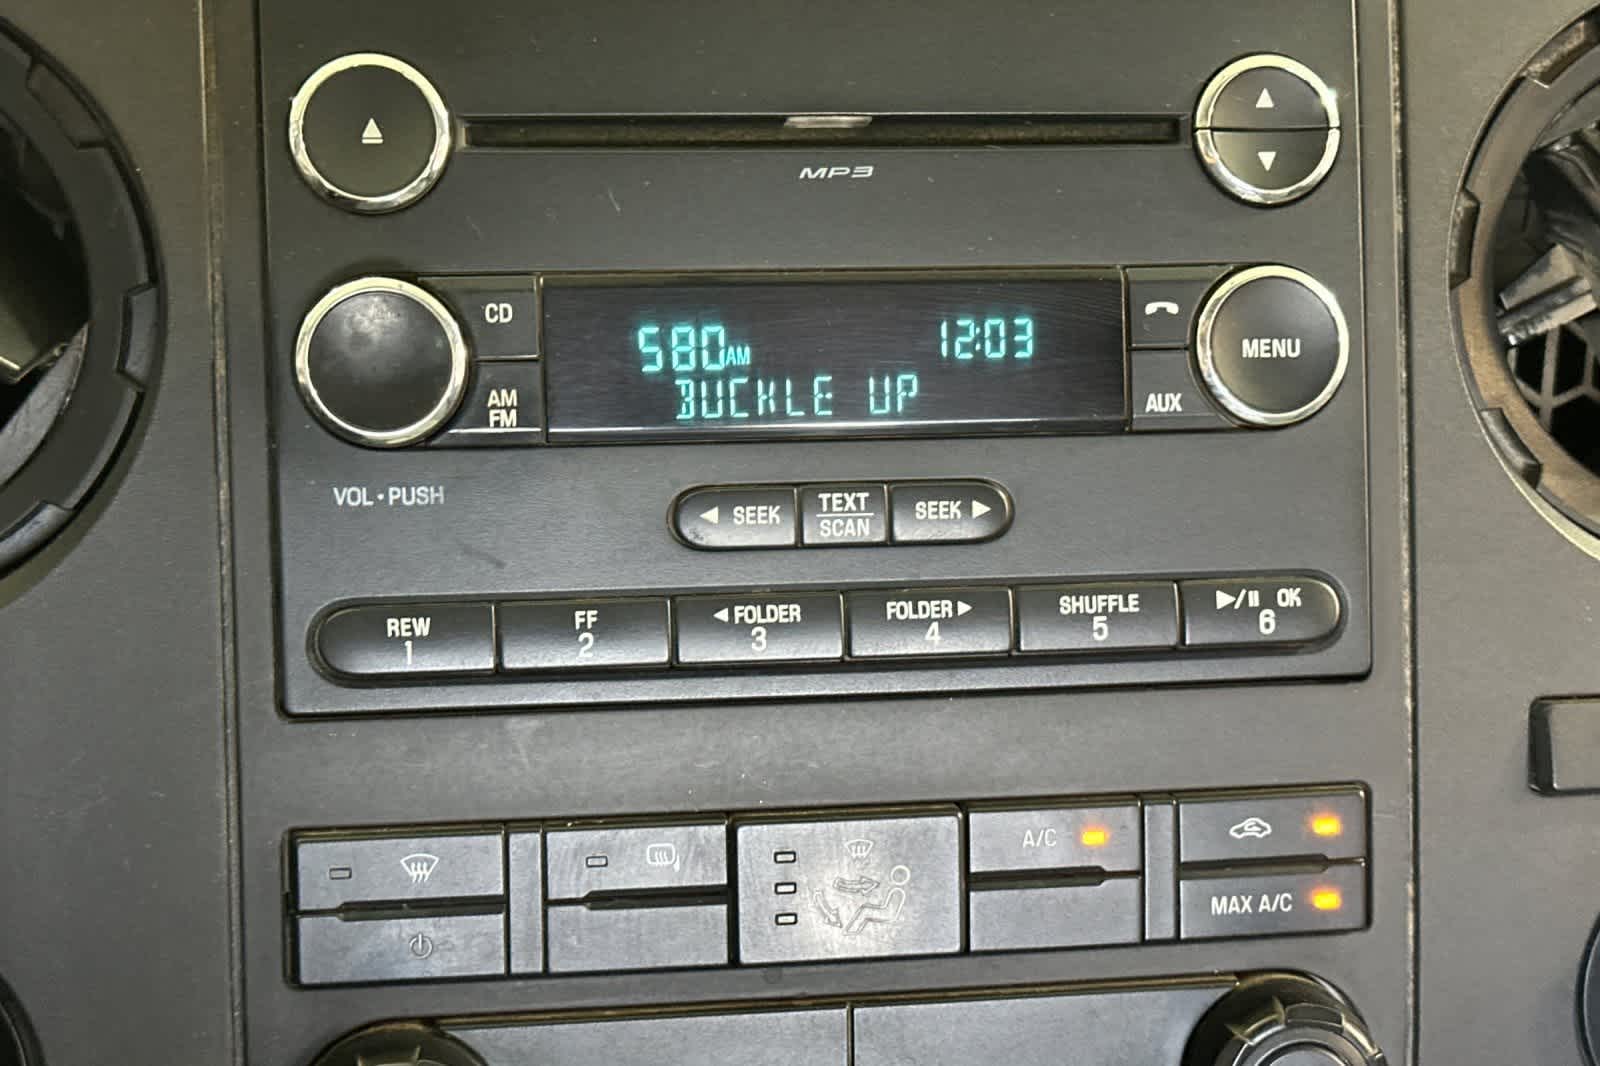 MP3
CD
580AM 12:03
BUCKLE UP
AM
FM
AUX
MENU
VOL•PUSH
◀ SEEK
TEXT
SCAN
SEEK ▶
REW
1
FF
2
◀ FOLDER
3
FOLDER ▶
4
SHUFFLE
5
▶/II OK
6
A/C
MAX A/C